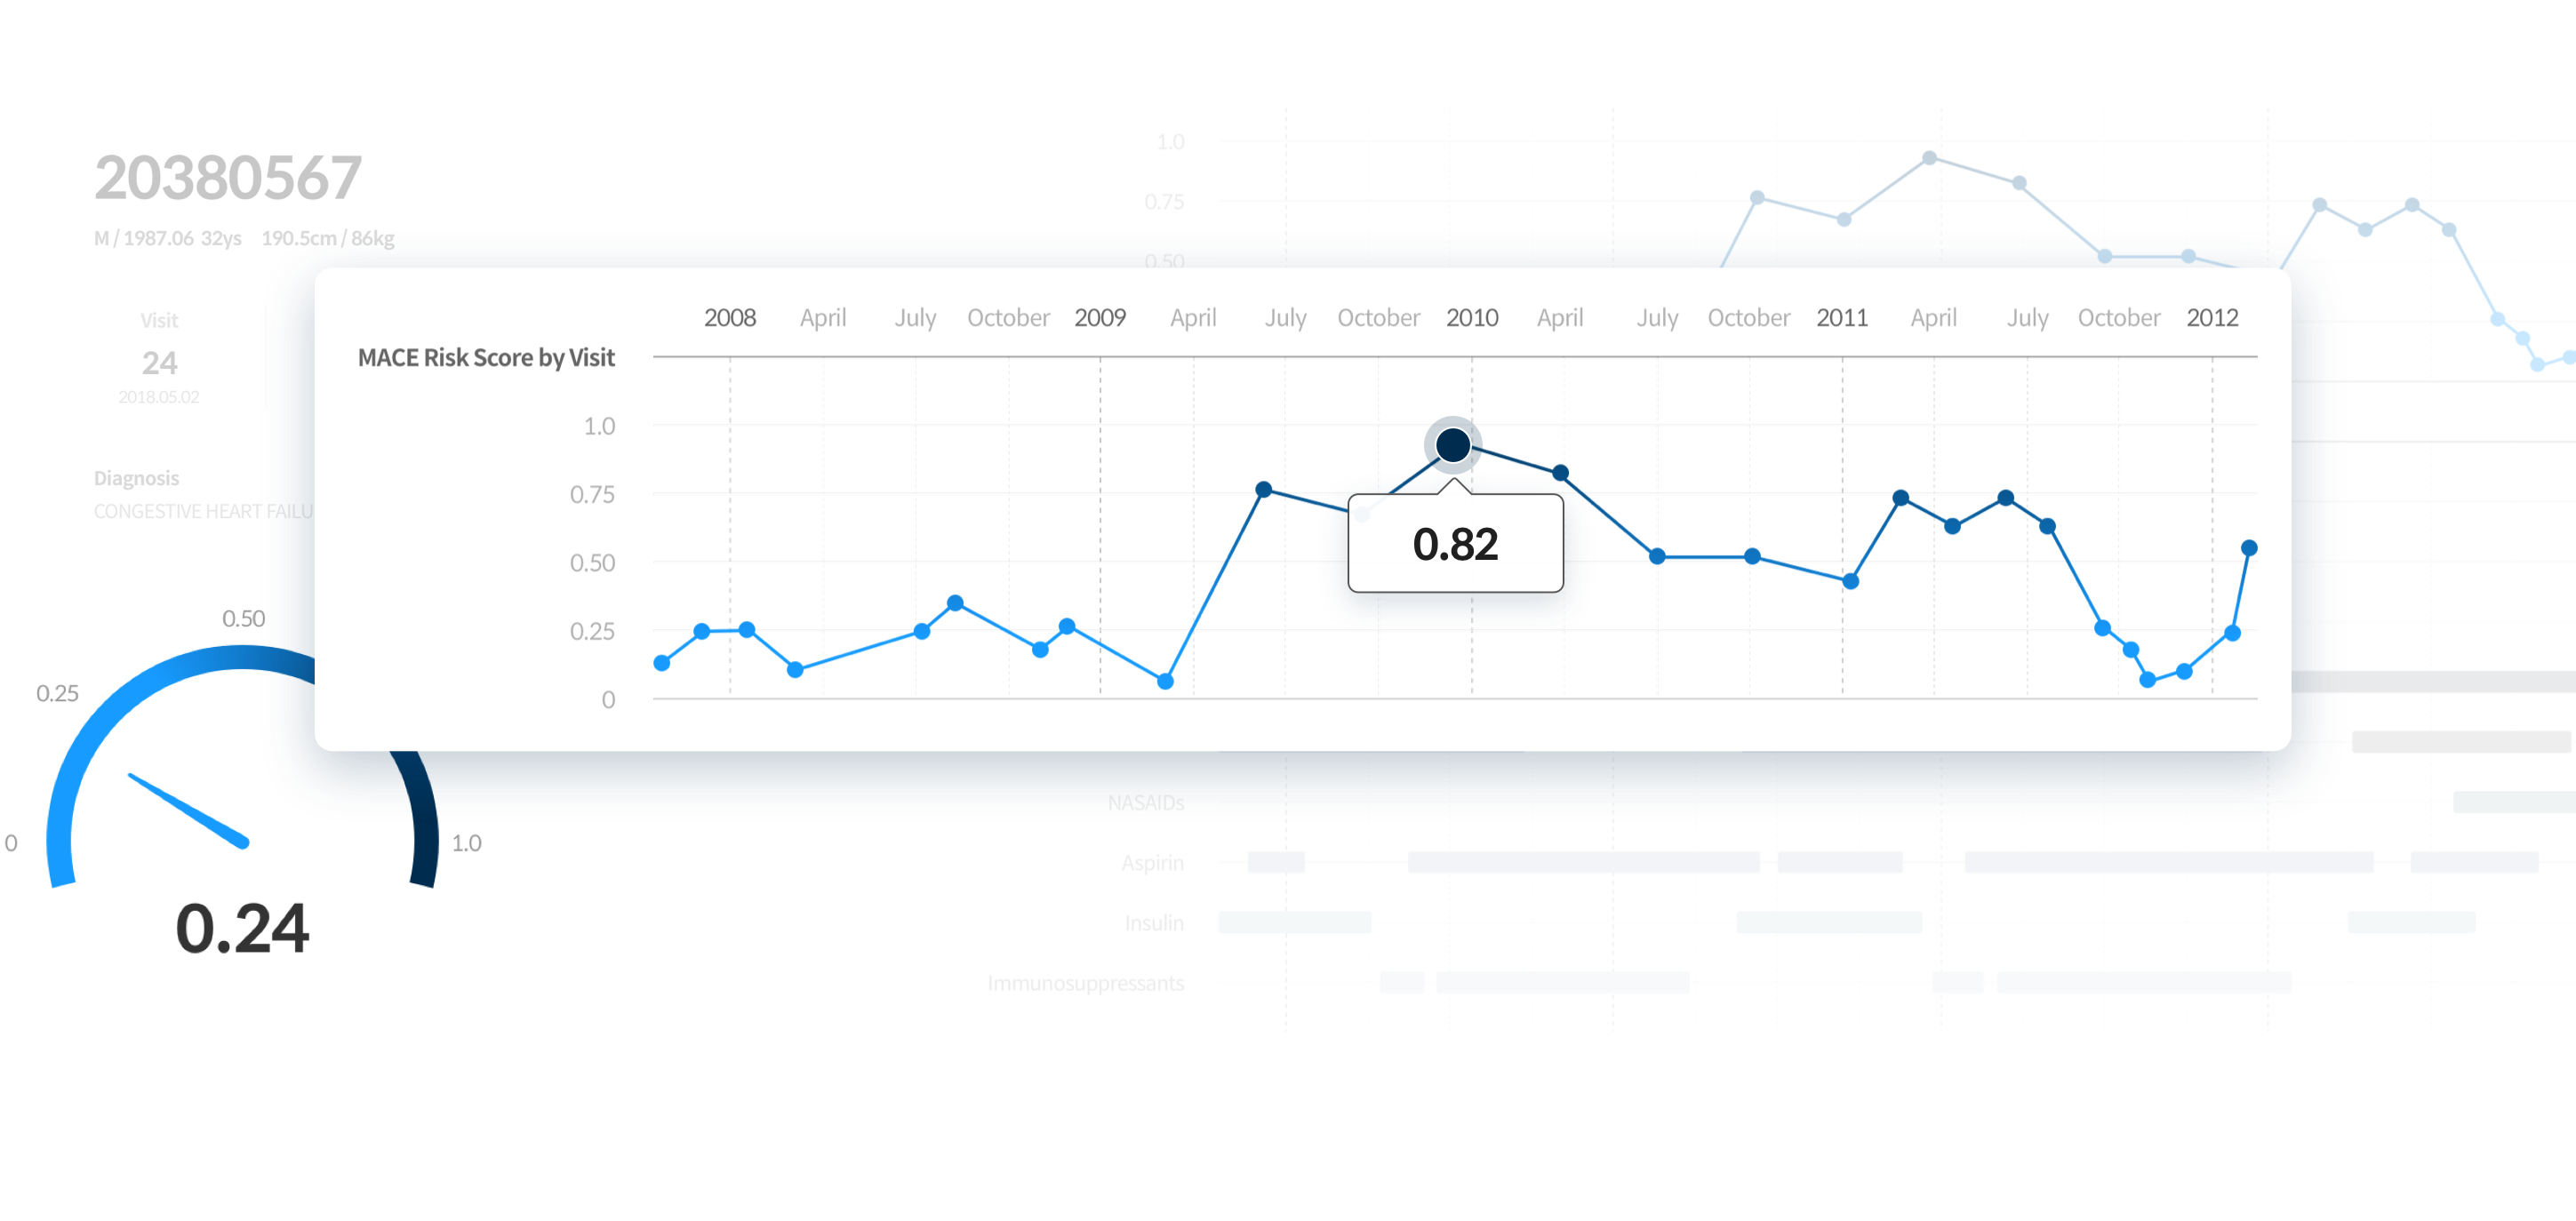 20380567
M / 1987.06 32ys 190.5cm / 86kg
Visit
24
2018.05.02
Diagnosis
CONGESTIVE HEART FAILU
0
0.25
0.50
1.0
0.24
1.0
0.75
0.50
2008 April July October 2009 April July October 2010 April July October 2011 April July October 2012
MACE Risk Score by Visit
1.0
0.75
0.50
0.25
0
0.82
NASAIDs
Aspirin
Insulin
Immunosuppressants